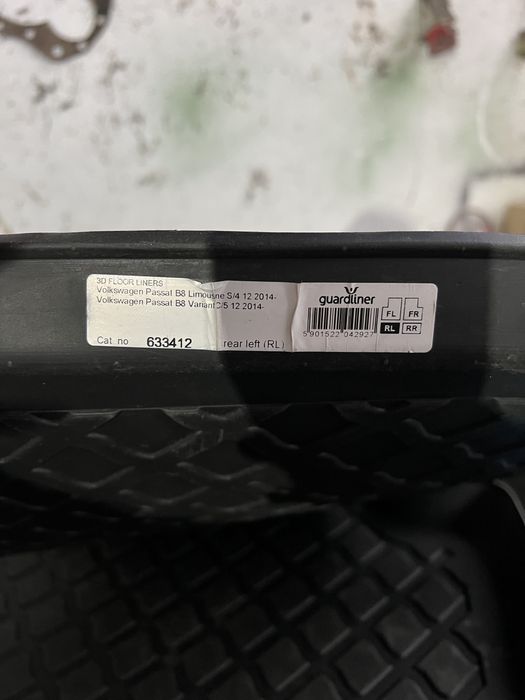 3D FLOOR LINERS
Volkswagen Passat B8 Limousne S/4 12 2014-
Volkswagen Passat B8 Variant C/5 12 2014-
Cat. no 633412 rear left (RL)
guardliner
5 901522 042927
FL FR
RL RR